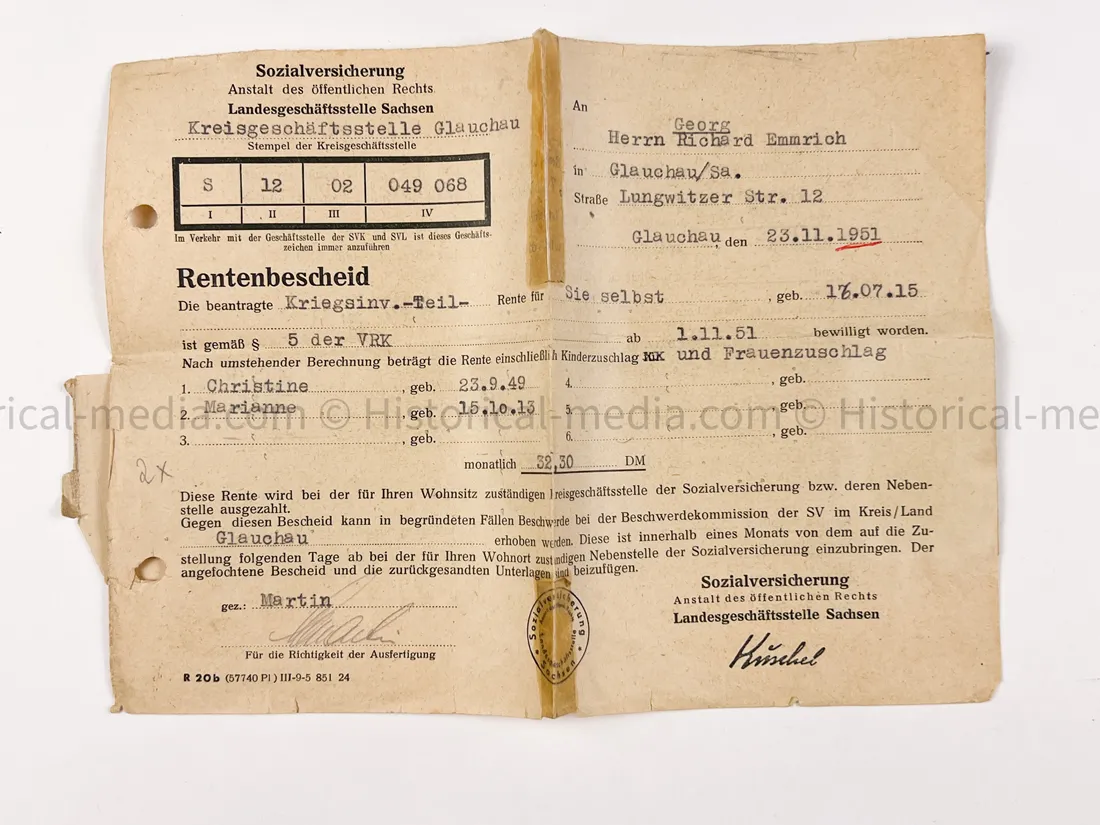 Sozialversicherung
Anstalt des öffentlichen Rechts
Landesgeschäftsstelle Sachsen
Kreisgeschäftsstelle Glauchau
Stempel der Kreisgeschäftsstelle
S 12 02 049 068
I II III IV
Im Verkehr mit der Geschäftsstelle der SVK und SVL ist dieses Geschäfts-
zeichen immer anzuführen
An
Georg
Herrn Richard Emmrich
in Glauchau/Sa.
Straße Lungwitzer Str. 12
Glauchau, den 23.11.1951
Rentenbescheid
Die beantragte Kriegsinv.-Teil- Rente für Sie selbst, geb. 16.07.15
ist gemäß § 5 der VRK ab 1.11.51 bewilligt worden.
Nach umstehender Berechnung beträgt die Rente einschließlich Kinderzuschlag und Frauenzuschlag
1. Christine, geb. 23.9.49 4. , geb.
2. Marianne, geb. 15.10.13 5. , geb.
3. , geb. 6. , geb.
monatlich 32,30 DM
2x
Diese Rente wird bei der für Ihren Wohnsitz zuständigen Kreisgeschäftsstelle der Sozialversicherung bzw. deren Neben-
stelle ausgezahlt.
Gegen diesen Bescheid kann in begründeten Fällen Beschwerde bei der Beschwerdekommission der SV im Kreis/Land
Glauchau erhoben werden. Diese ist innerhalb eines Monats von dem auf die Zu-
stellung folgenden Tage ab bei der für Ihren Wohnort zuständigen Nebenstelle der Sozialversicherung einzubringen. Der
angefochtene Bescheid und die zurückgesandten Unterlagen sind beizufügen.
gez.: Martin
Für die Richtigkeit der Ausfertigung
R 20b (57740 Pl) III-9-5 851 24
Sozialversicherung
Sachsen
Sozialversicherung
Anstalt des öffentlichen Rechts
Landesgeschäftsstelle Sachsen
Kuschel
Historical-media.com © Historical-media.com © Historical-me